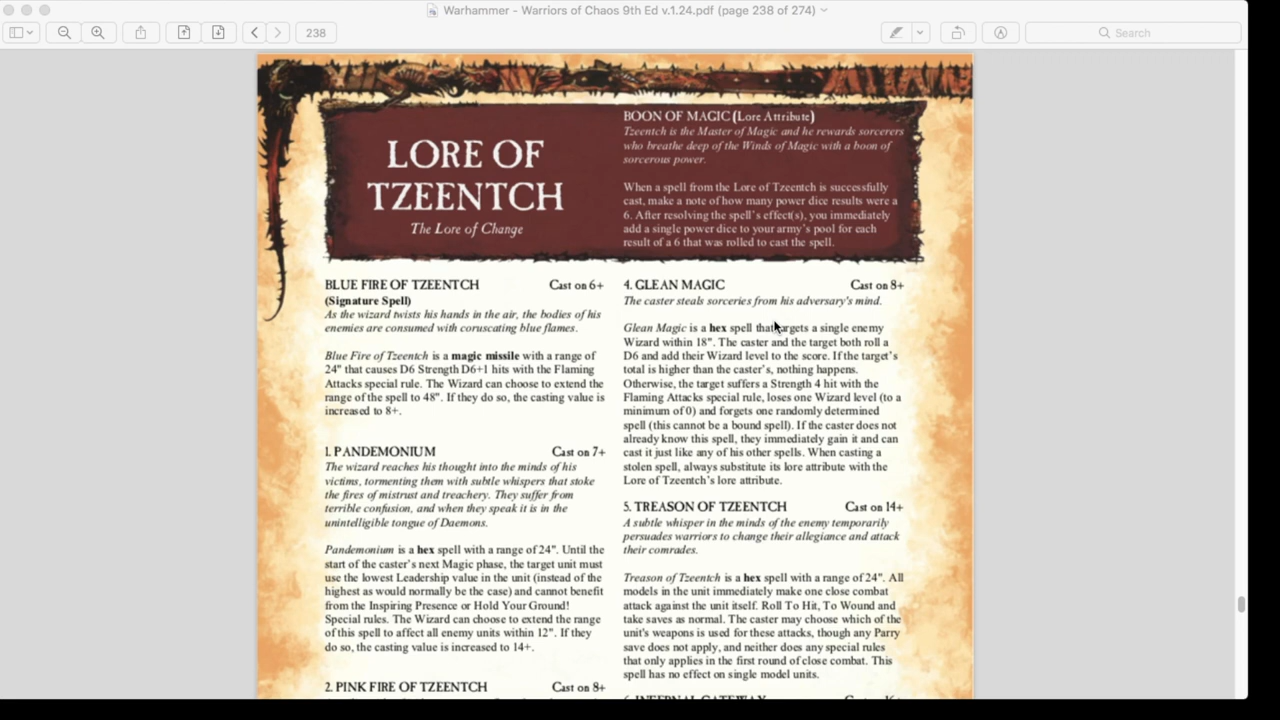 Warhammer - Warriors of Chaos 9th Ed v.1.24.pdf (page 238 of 274)
238
Search
LORE OF
TZEENTCH
The Lore of Change
BOON OF MAGIC (Lore Attribute)
Tzeentch is the Master of Magic and he rewards sorcerers
who breathe deep of the Winds of Magic with a boon of
sorcerous power.
When a spell from the Lore of Tzeentch is successfully
cast, make a note of how many power dice results were a
6. After resolving the spell's effect(s), you immediately
add a single power dice to your army's pool for each
result of a 6 that was rolled to cast the spell.
BLUE FIRE OF TZEENTCH Cast on 6+
(Signature Spell)
As the wizard twists his hands in the air, the bodies of his
enemies are consumed with coruscating blue flames.
Blue Fire of Tzeentch is a magic missile with a range of
24" that causes D6 Strength D6+1 hits with the Flaming
Attacks special rule. The Wizard can choose to extend the
range of the spell to 48". If they do so, the casting value is
increased to 8+.
1. PANDEMONIUM Cast on 7+
The wizard reaches his thought into the minds of his
victims, tormenting them with subtle whispers that stoke
the fires of mistrust and treachery. They suffer from
terrible confusion, and when they speak it is in the
unintelligible tongue of Daemons.
Pandemonium is a hex spell with a range of 24". Until the
start of the caster's next Magic phase, the target unit must
use the lowest Leadership value in the unit (instead of the
highest as would normally be the case) and cannot benefit
from the Inspiring Presence or Hold Your Ground!
Special rules. The Wizard can choose to extend the range
of this spell to affect all enemy units within 12". If they
do so, the casting value is increased to 14+.
2. PINK FIRE OF TZEENTCH Cast on 8+
4. GLEAN MAGIC Cast on 8+
The caster steals sorceries from his adversary's mind.
Glean Magic is a hex spell that targets a single enemy
Wizard within 18". The caster and the target both roll a
D6 and add their Wizard level to the score. If the target's
total is higher than the caster's, nothing happens.
Otherwise, the target suffers a Strength 4 hit with the
Flaming Attacks special rule, loses one Wizard level (to a
minimum of 0) and forgets one randomly determined
spell (this cannot be a bound spell). If the caster does not
already know this spell, they immediately gain it and can
cast it just like any of his other spells. When casting a
stolen spell, always substitute its lore attribute with the
Lore of Tzeentch's lore attribute.
5. TREASON OF TZEENTCH Cast on 14+
A subtle whisper in the minds of the enemy temporarily
persuades warriors to change their allegiance and attack
their comrades.
Treason of Tzeentch is a hex spell with a range of 24". All
models in the unit immediately make one close combat
attack against the unit itself. Roll To Hit, To Wound and
take saves as normal. The caster may choose which of the
unit's weapons is used for these attacks, though any Parry
save does not apply, and neither does any special rules
that only applies in the first round of close combat. This
spell has no effect on single model units.